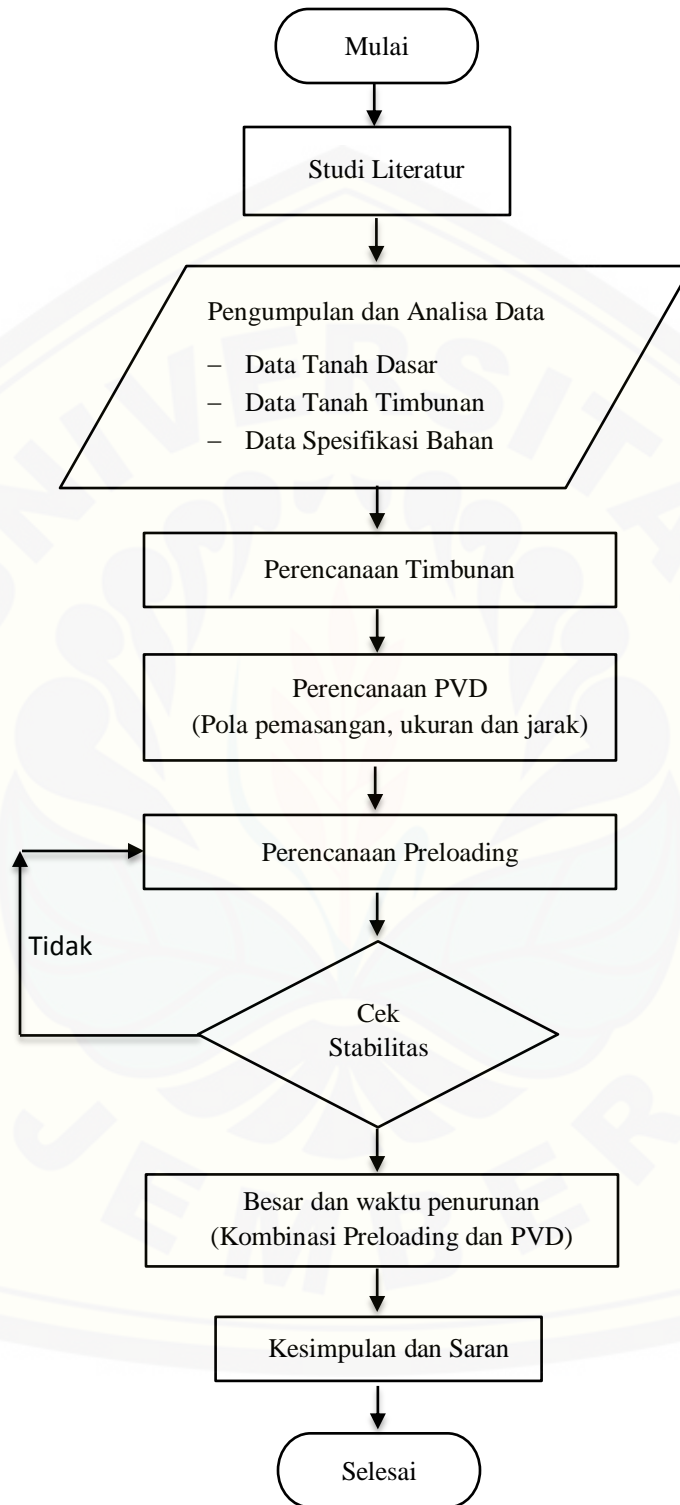 Mulai
Studi Literatur
Pengumpulan dan Analisa Data
– Data Tanah Dasar
– Data Tanah Timbunan
– Data Spesifikasi Bahan
Perencanaan Timbunan
Perencanaan PVD
(Pola pemasangan, ukuran dan jarak)
Perencanaan Preloading
Tidak
Cek
Stabilitas
Besar dan waktu penurunan
(Kombinasi Preloading dan PVD)
Kesimpulan dan Saran
Selesai
UNIVERSITAS
JEMBER